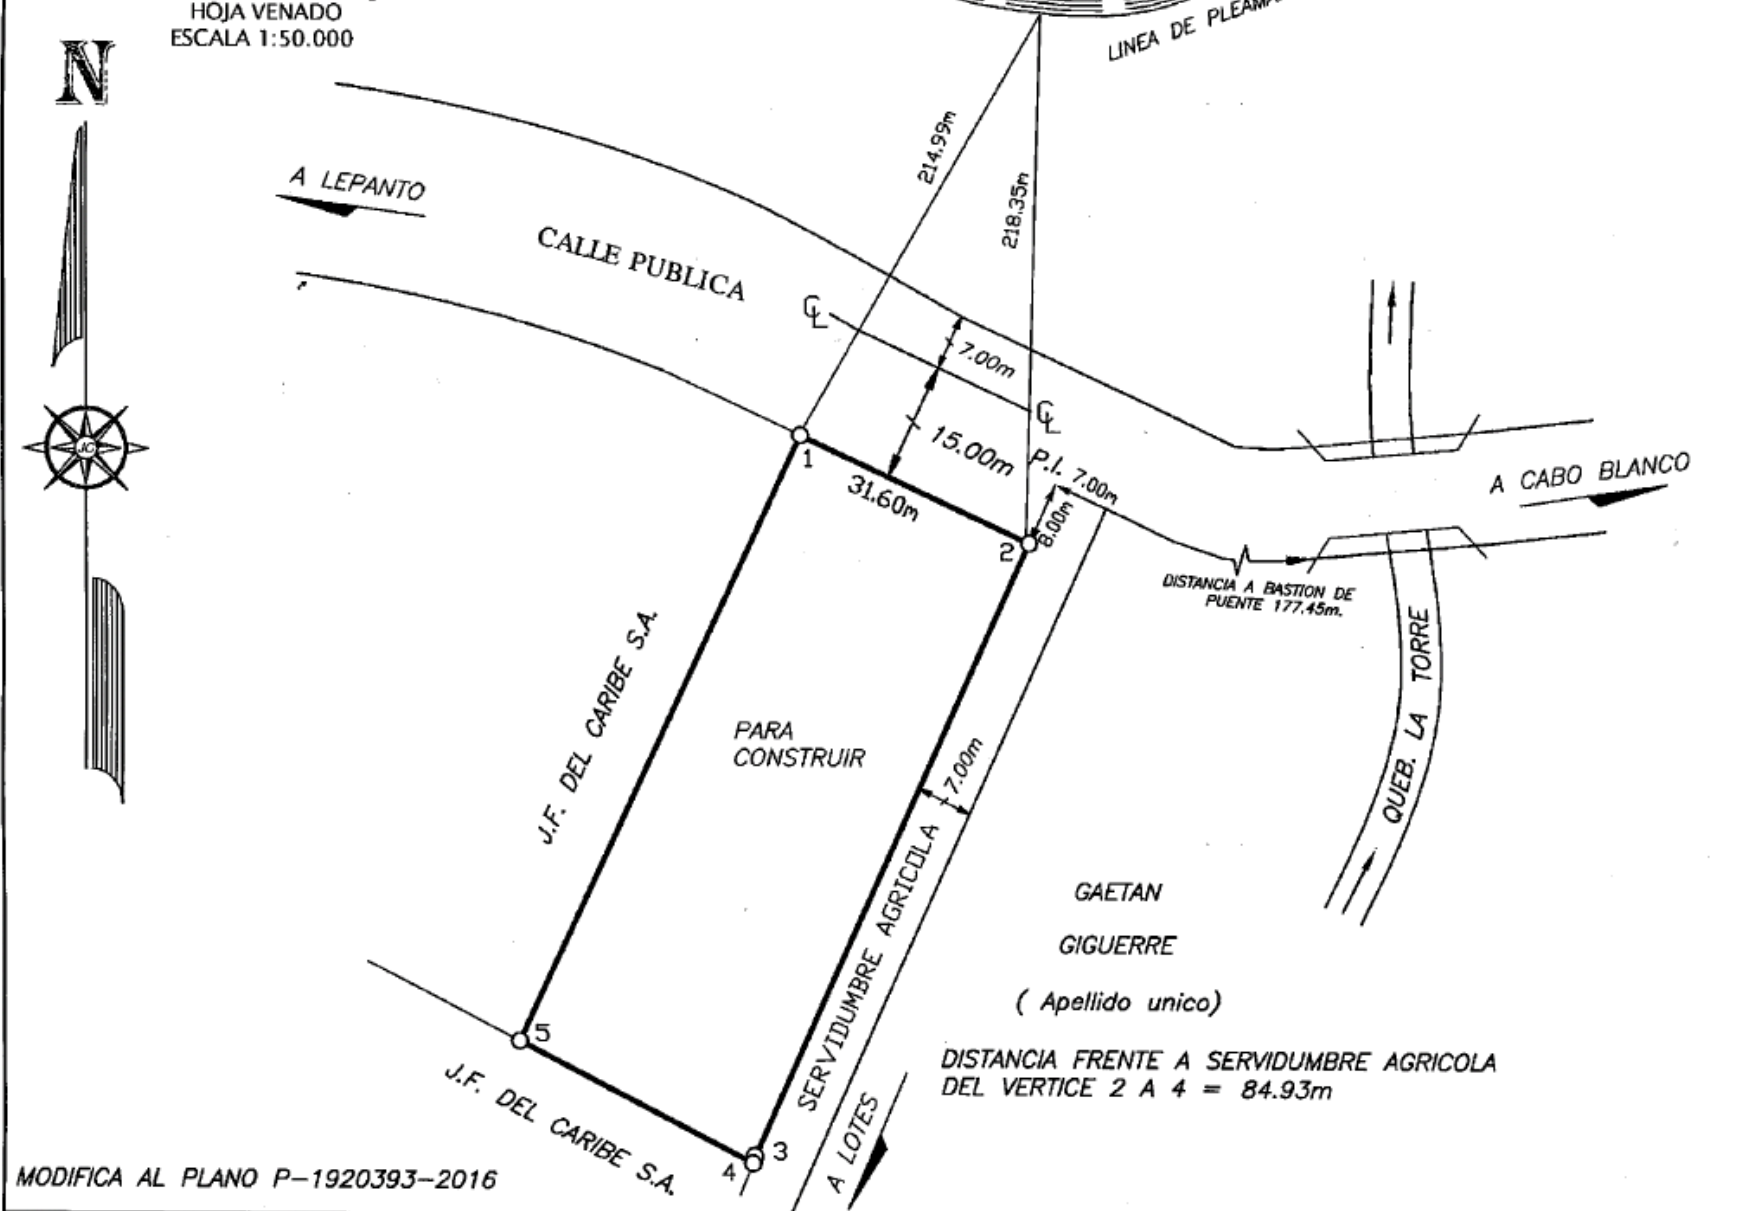 HOJA VENADO
ESCALA 1:50.000
N
LINEA DE
A LEPANTO
CALLE PUBLICA
214.99m
218.35m
CL
7.00m
CL
15.00m
P.I. 7.00m
8.00m
1
31.60m
2
A CABO BLANCO
DISTANCIA A BASTION DE
PUENTE 177.45m.
QUEB. LA TORRE
J.F. DEL CARIBE S.A.
PARA
CONSTRUIR
7.00m
SERVIDUMBRE AGRICOLA
GAETAN
GIGUERRE
( Apellido unico)
DISTANCIA FRENTE A SERVIDUMBRE AGRICOLA
DEL VERTICE 2 A 4 = 84.93m
5
J.F. DEL CARIBE S.A.
3
4
A LOTES
MODIFICA AL PLANO P-1920393-2016